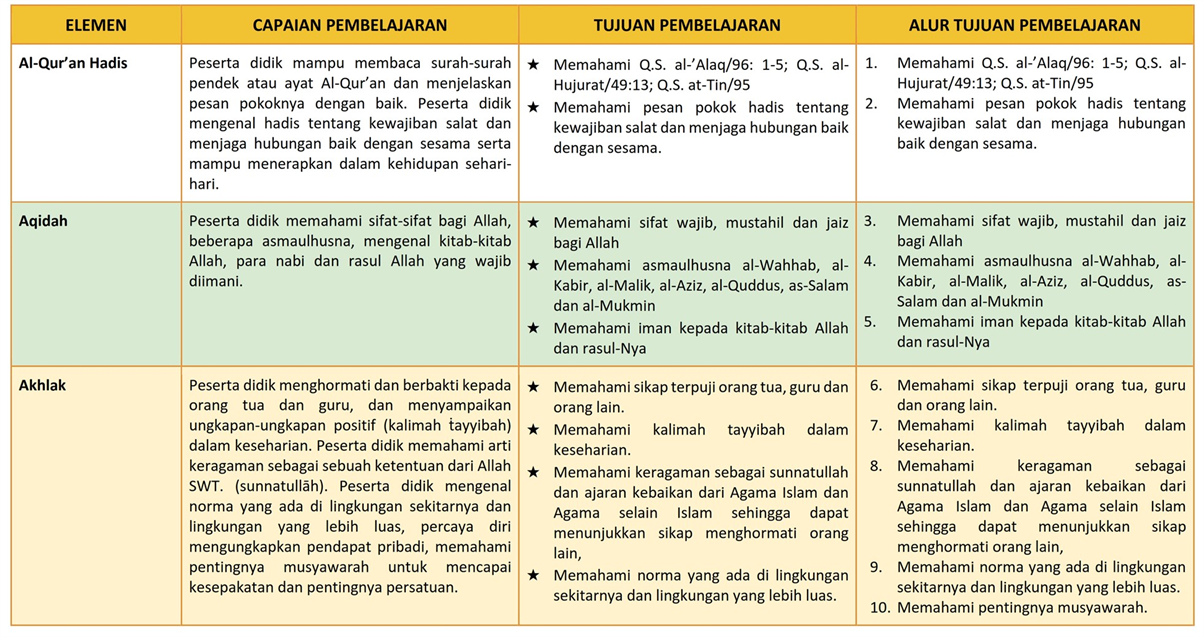 ELEMEN
CAPAIAN PEMBELAJARAN
TUJUAN PEMBELAJARAN
ALUR TUJUAN PEMBELAJARAN
Al-Qur’an Hadis
Peserta didik mampu membaca surah-surah
pendek atau ayat Al-Qur’an dan menjelaskan
pesan pokoknya dengan baik. Peserta didik
mengenal hadis tentang kewajiban salat dan
menjaga hubungan baik dengan sesama serta
mampu menerapkan dalam kehidupan sehari-
hari.
★ Memahami Q.S. al-’Alaq/96: 1-5; Q.S. al-
Hujurat/49:13; Q.S. at-Tin/95
★ Memahami pesan pokok hadis tentang
kewajiban salat dan menjaga hubungan baik
dengan sesama.
1. Memahami Q.S. al-’Alaq/96: 1-5; Q.S. al-
Hujurat/49:13; Q.S. at-Tin/95
2. Memahami pesan pokok hadis tentang
kewajiban salat dan menjaga hubungan
baik dengan sesama.
Aqidah
Peserta didik memahami sifat-sifat bagi Allah,
beberapa asmaulhusna, mengenal kitab-kitab
Allah, para nabi dan rasul Allah yang wajib
diimani.
★ Memahami sifat wajib, mustahil dan jaiz
bagi Allah
★ Memahami asmaulhusna al-Wahhab, al-
Kabir, al-Malik, al-Aziz, al-Quddus, as-Salam
dan al-Mukmin
★ Memahami iman kepada kitab-kitab Allah
dan rasul-Nya
3. Memahami sifat wajib, mustahil dan jaiz
bagi Allah
4. Memahami asmaulhusna al-Wahhab, al-
Kabir, al-Malik, al-Aziz, al-Quddus, as-
Salam dan al-Mukmin
5. Memahami iman kepada kitab-kitab Allah
dan rasul-Nya
Akhlak
Peserta didik menghormati dan berbakti kepada
orang tua dan guru, dan menyampaikan
ungkapan-ungkapan positif (kalimah ṫayyibah)
dalam keseharian. Peserta didik memahami arti
keragaman sebagai sebuah ketentuan dari Allah
SWT. (sunnatullāh). Peserta didik mengenal
norma yang ada di lingkungan sekitarnya dan
lingkungan yang lebih luas, percaya diri
mengungkapkan pendapat pribadi, memahami
pentingnya musyawarah untuk mencapai
kesepakatan dan pentingnya persatuan.
★ Memahami sikap terpuji orang tua, guru dan
orang lain.
★ Memahami kalimah tayyibah dalam
keseharian.
★ Memahami keragaman sebagai sunnatullah
dan ajaran kebaikan dari Agama Islam dan
Agama selain Islam sehingga dapat
menunjukkan sikap menghormati orang
lain,
★ Memahami norma yang ada di lingkungan
sekitarnya dan lingkungan yang lebih luas.
6. Memahami sikap terpuji orang tua, guru
dan orang lain.
7. Memahami kalimah tayyibah dalam
keseharian.
8. Memahami keragaman sebagai
sunnatullah dan ajaran kebaikan dari
Agama Islam dan Agama selain Islam
sehingga dapat menunjukkan sikap
menghormati orang lain,
9. Memahami norma yang ada di lingkungan
sekitarnya dan lingkungan yang lebih luas.
10. Memahami pentingnya musyawarah.